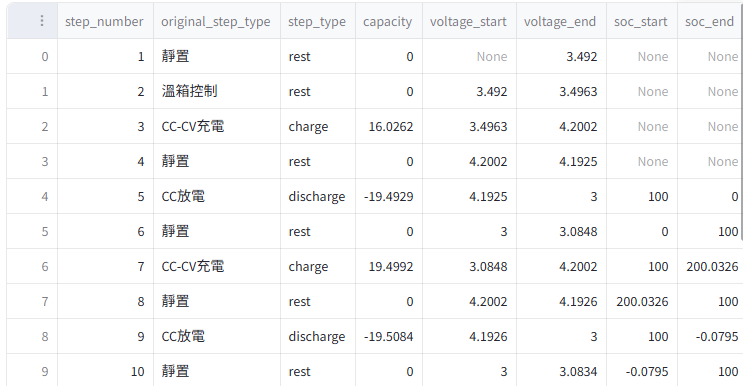 step_number original_step_type step_type capacity voltage_start voltage_end soc_start soc_end
0 1 靜置 rest 0 None 3.492 None None
1 2 溫箱控制 rest 0 3.492 3.4963 None None
2 3 CC-CV充電 charge 16.0262 3.4963 4.2002 None None
3 4 靜置 rest 0 4.2002 4.1925 None None
4 5 CC放電 discharge -19.4929 4.1925 3 100 0
5 6 靜置 rest 0 3 3.0848 0 100
6 7 CC-CV充電 charge 19.4992 3.0848 4.2002 100 200.0326
7 8 靜置 rest 0 4.2002 4.1926 200.0326 100
8 9 CC放電 discharge -19.5084 4.1926 3 100 -0.0795
9 10 靜置 rest 0 3 3.0834 -0.0795 100